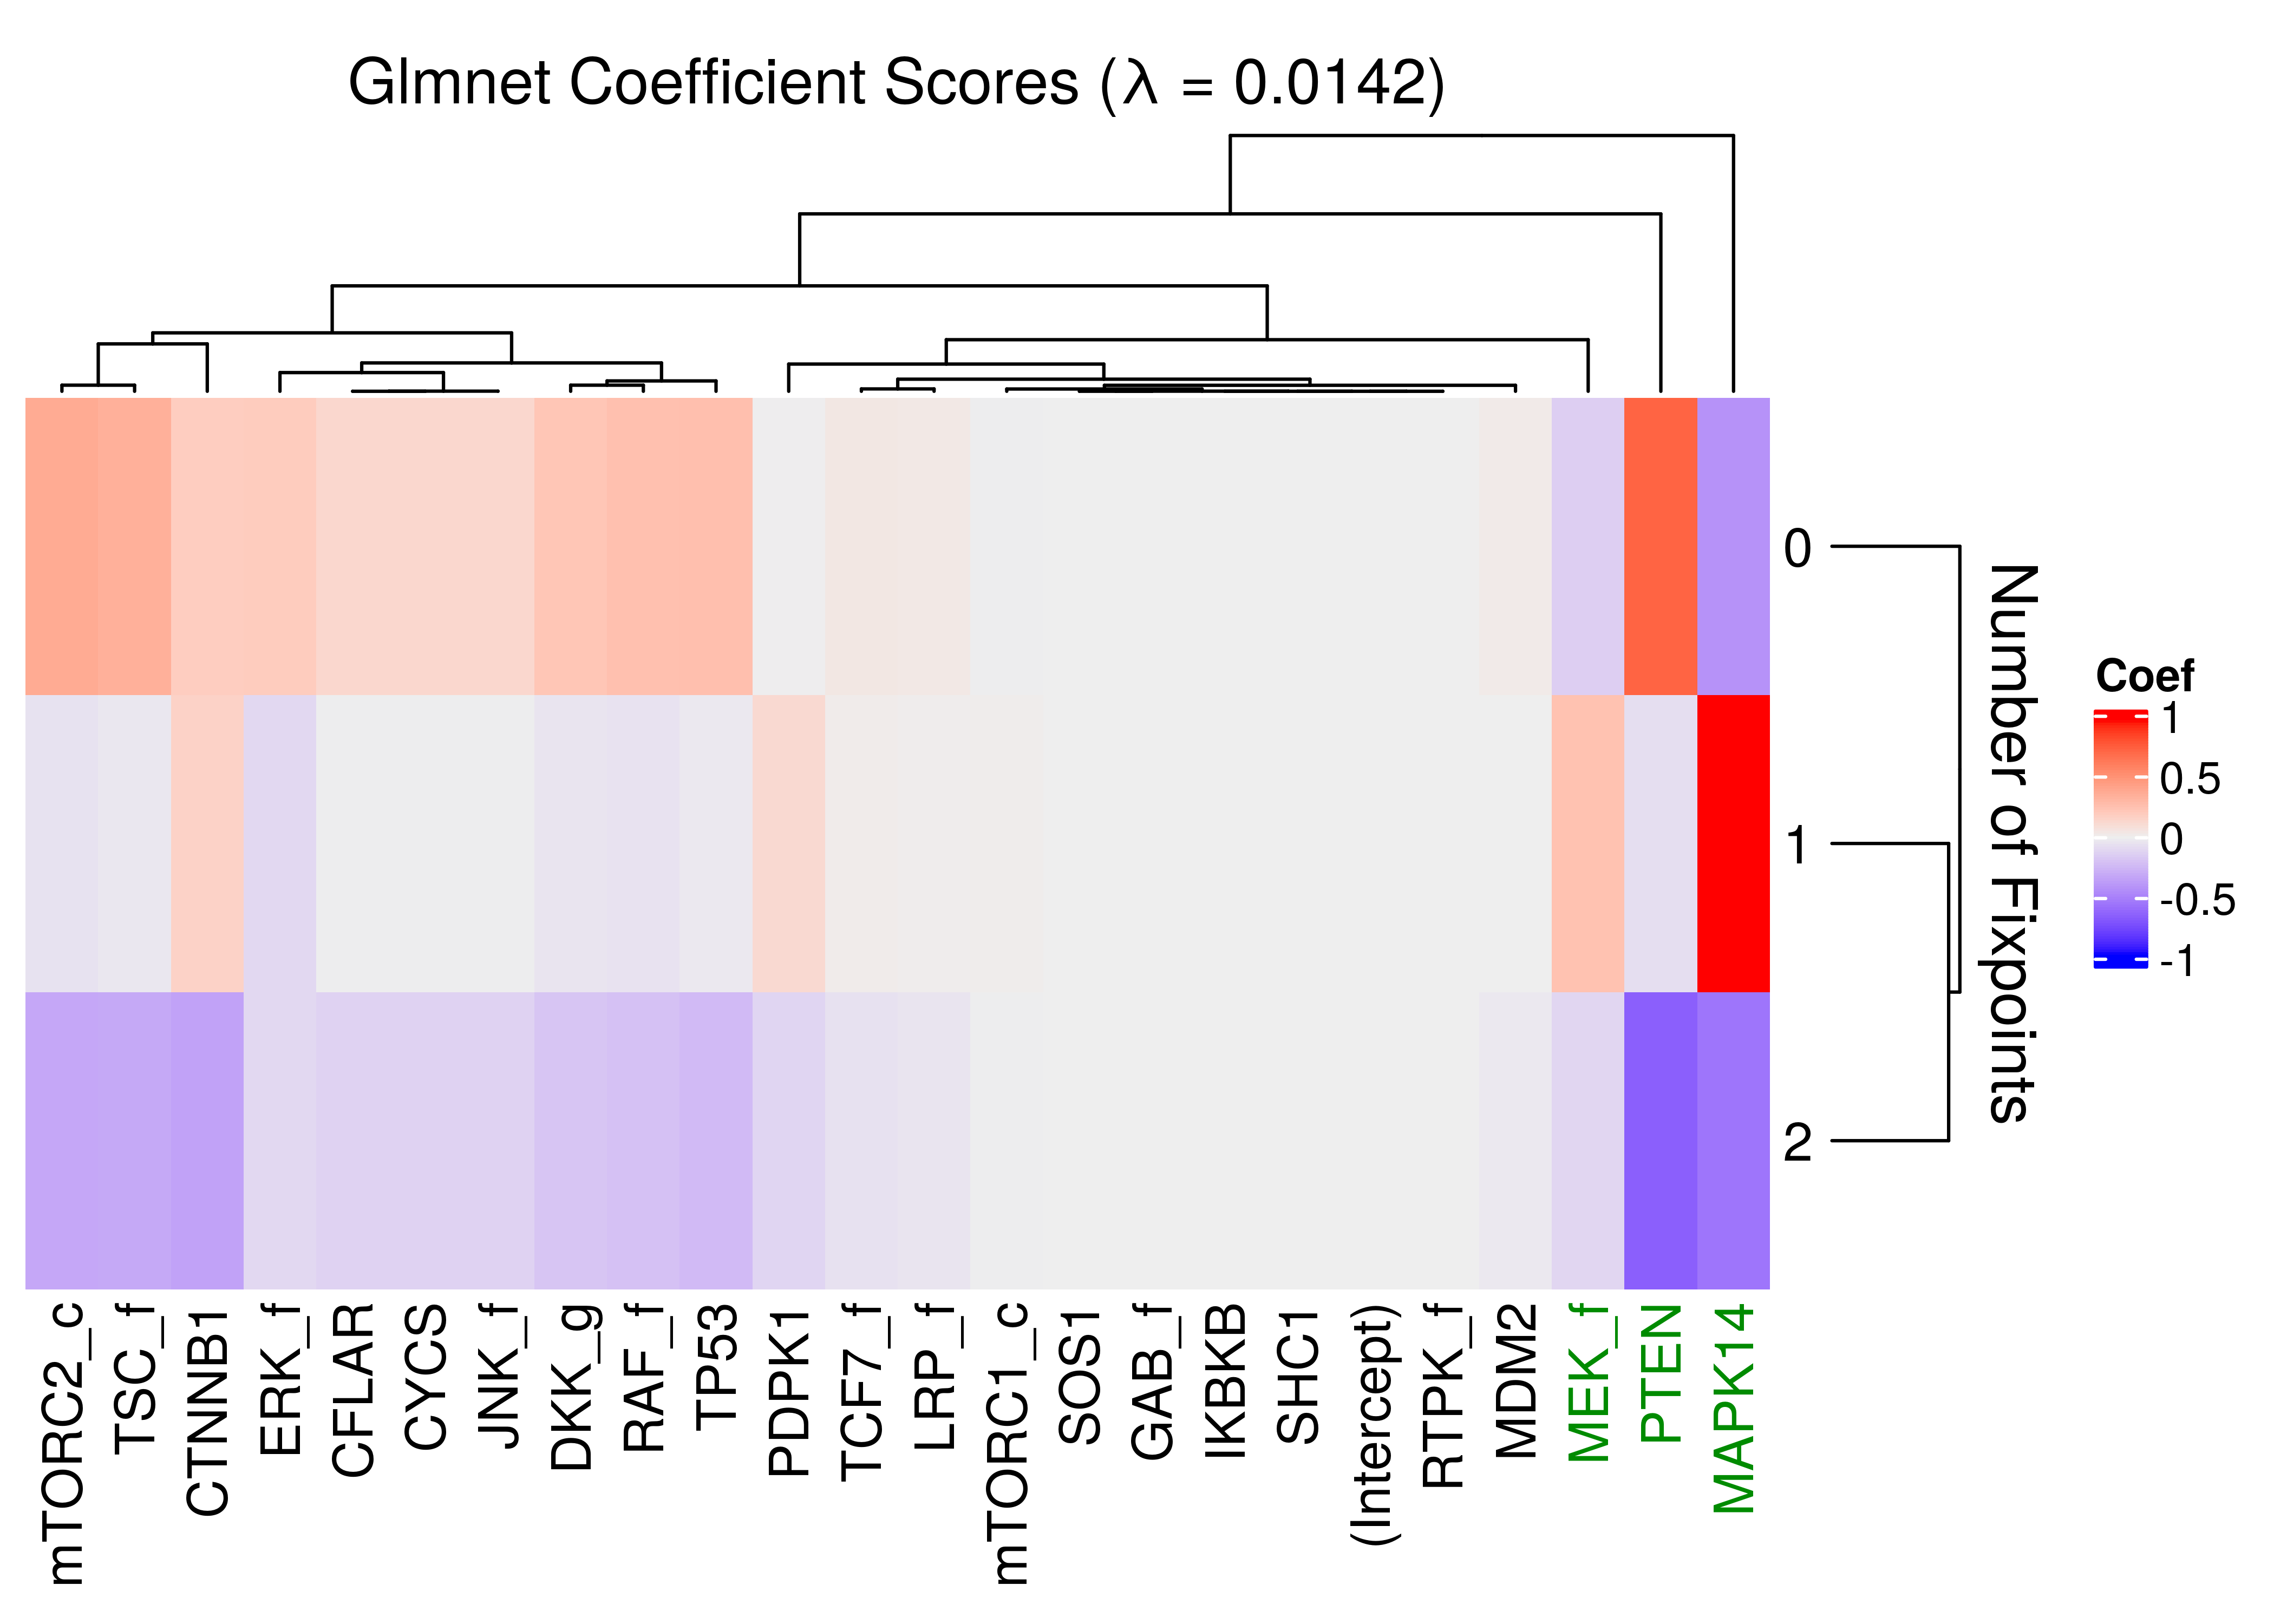 Glmnet Coefficient Scores (λ = 0.0142)
0
1
2
Number of Fixpoints
Coef
1
0.5
0
-0.5
-1
mTORC2_c
TSC_f
CTNNB1
ERK_f
CFLAR
CYCS
JNK_f
DKK_g
RAF_f
TP53
PDPK1
TCF7_f
LRP_f
mTORC1_c
SOS1
GAB_f
IKBKB
SHC1
(Intercept)
RTPK_f
MDM2
MEK_f
PTEN
MAPK14